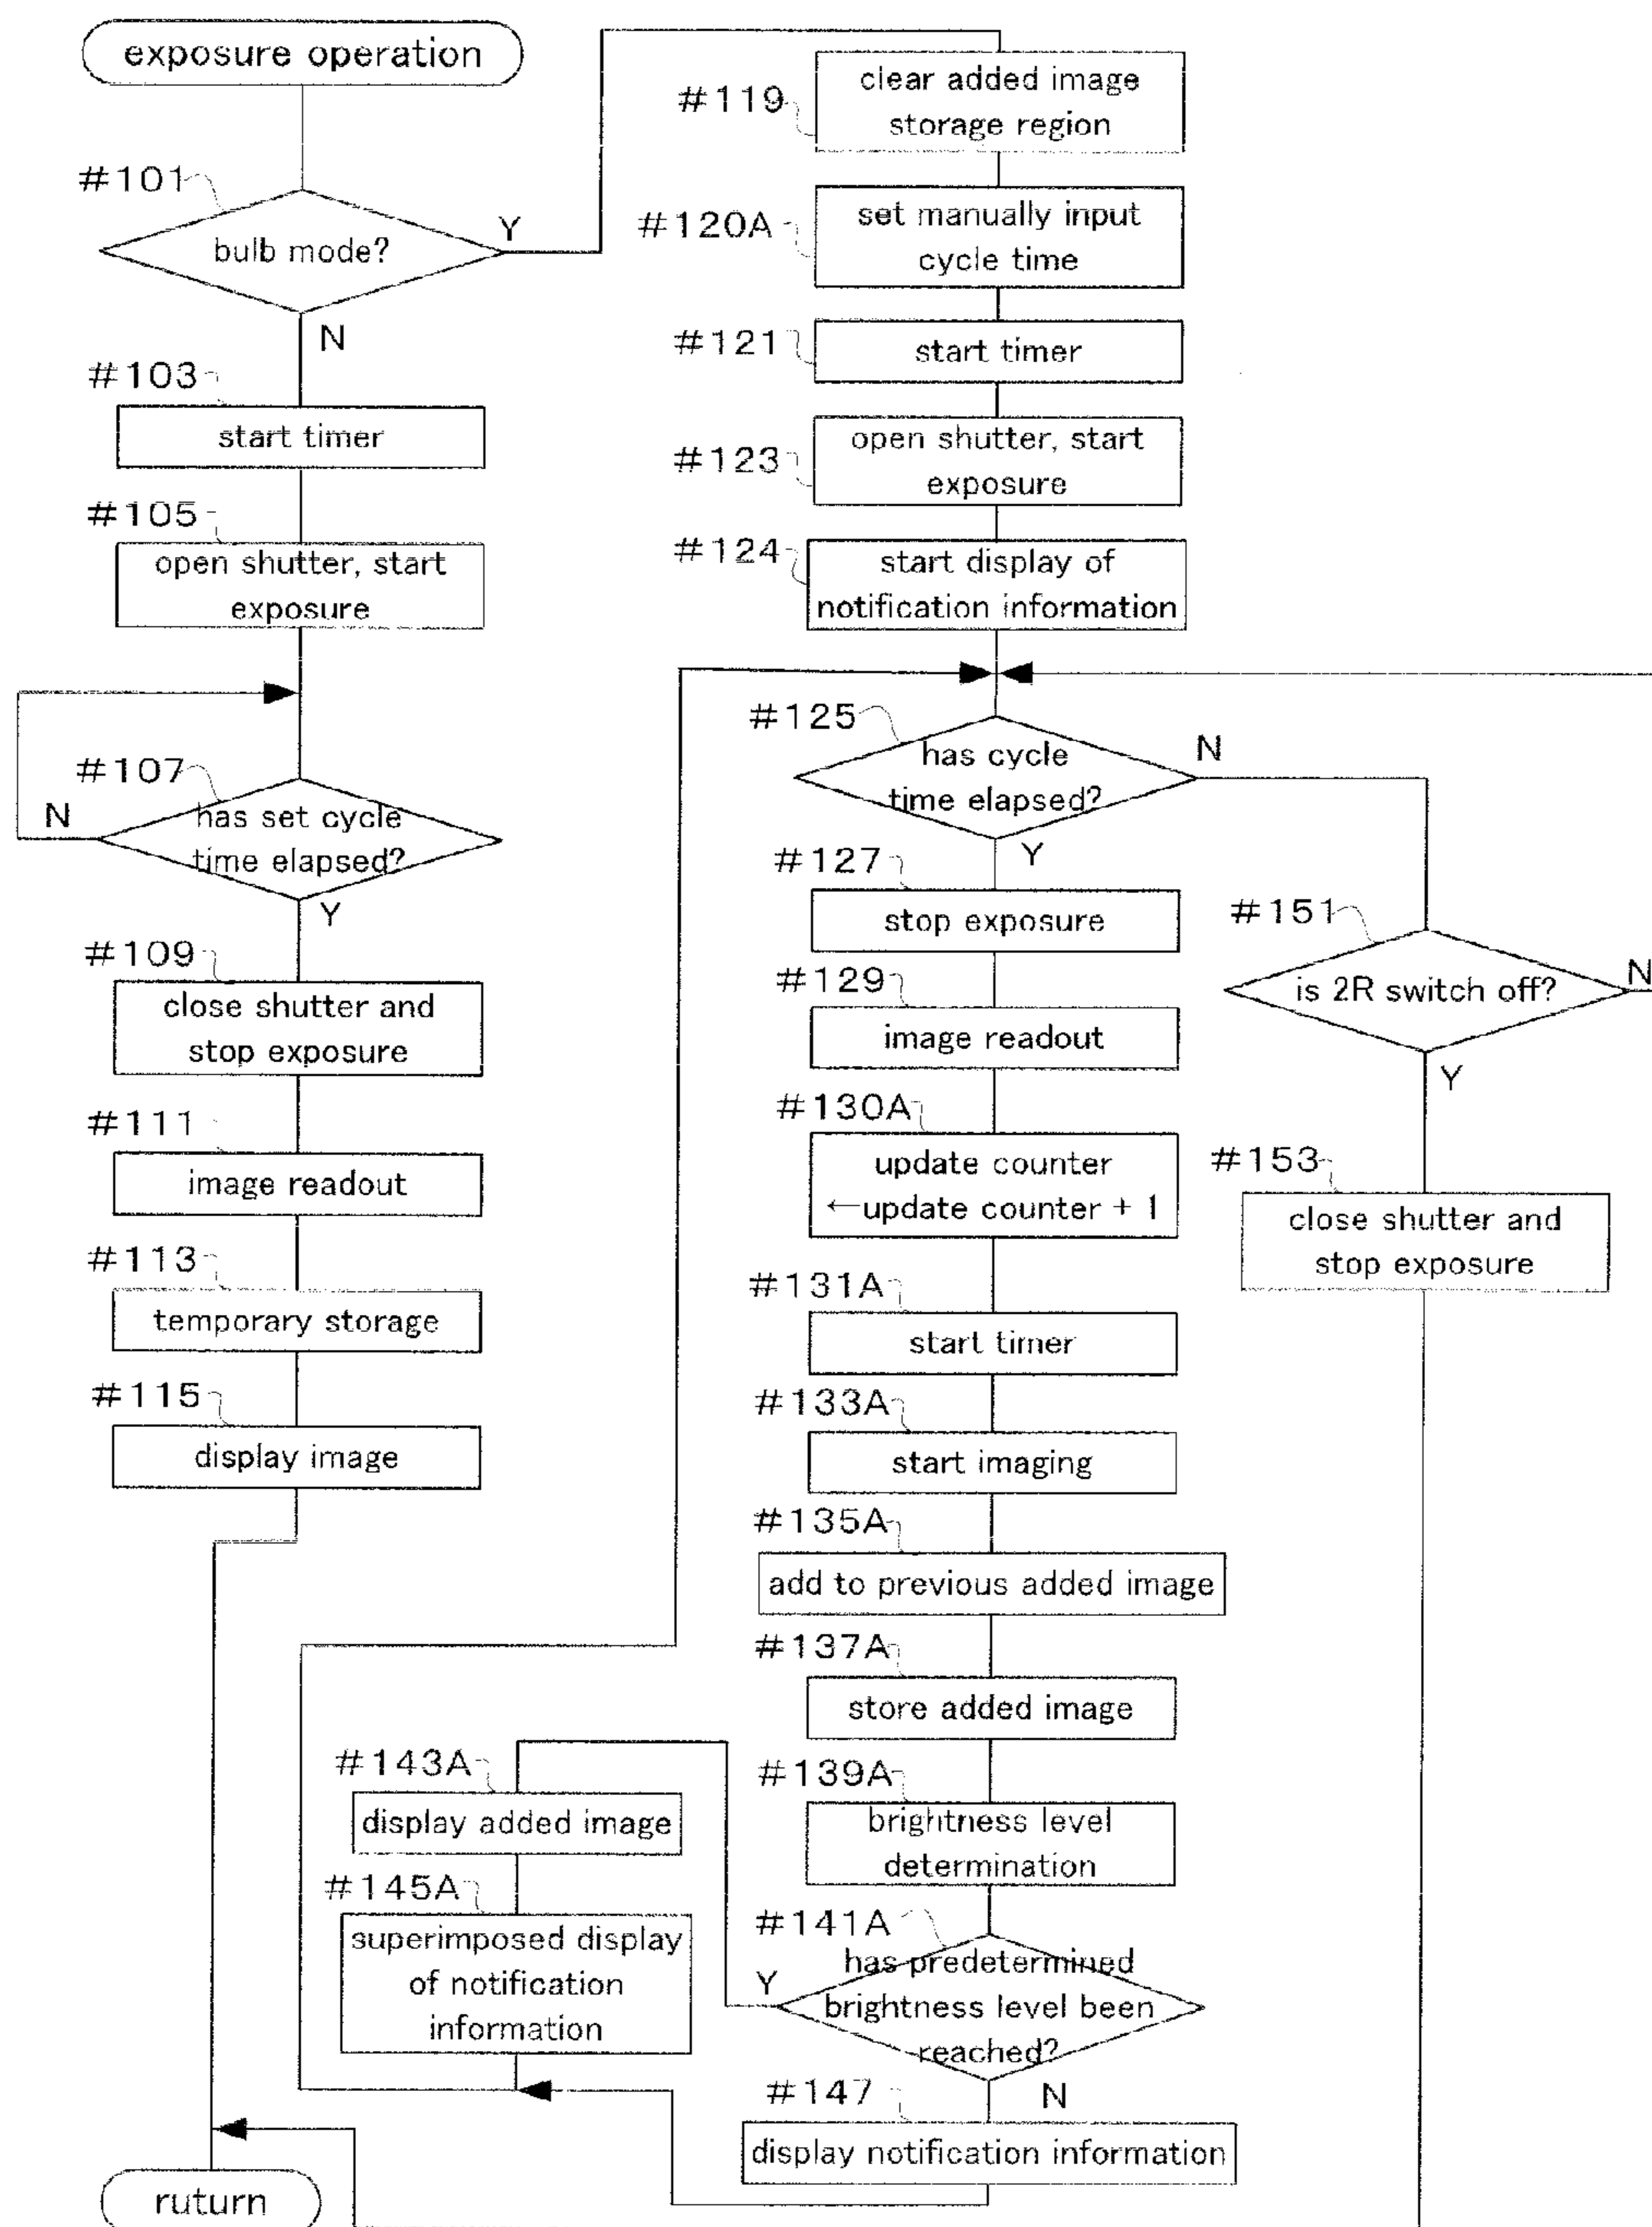 exposure operation
#101
bulb mode?
Y
N
#103
start timer
#105
open shutter, start
exposure
#107
has set cycle
time elapsed?
N
Y
#109
close shutter and
stop exposure
#111
image readout
#113
temporary storage
#115
display image
ruturn
#119
clear added image
storage region
#120A
set manually input
cycle time
#121
start timer
#123
open shutter, start
exposure
#124
start display of
notification information
#125
has cycle
time elapsed?
N
Y
#127
stop exposure
#129
image readout
#130A
update counter
←update counter + 1
#131A
start timer
#133A
start imaging
#135A
add to previous added image
#137A
store added image
#139A
brightness level
determination
#141A
has predetermined
brightness level been
reached?
Y
N
#143A
display added image
#145A
superimposed display
of notification
information
#147
display notification information
#151
is 2R switch off?
N
Y
#153
close shutter and
stop exposure